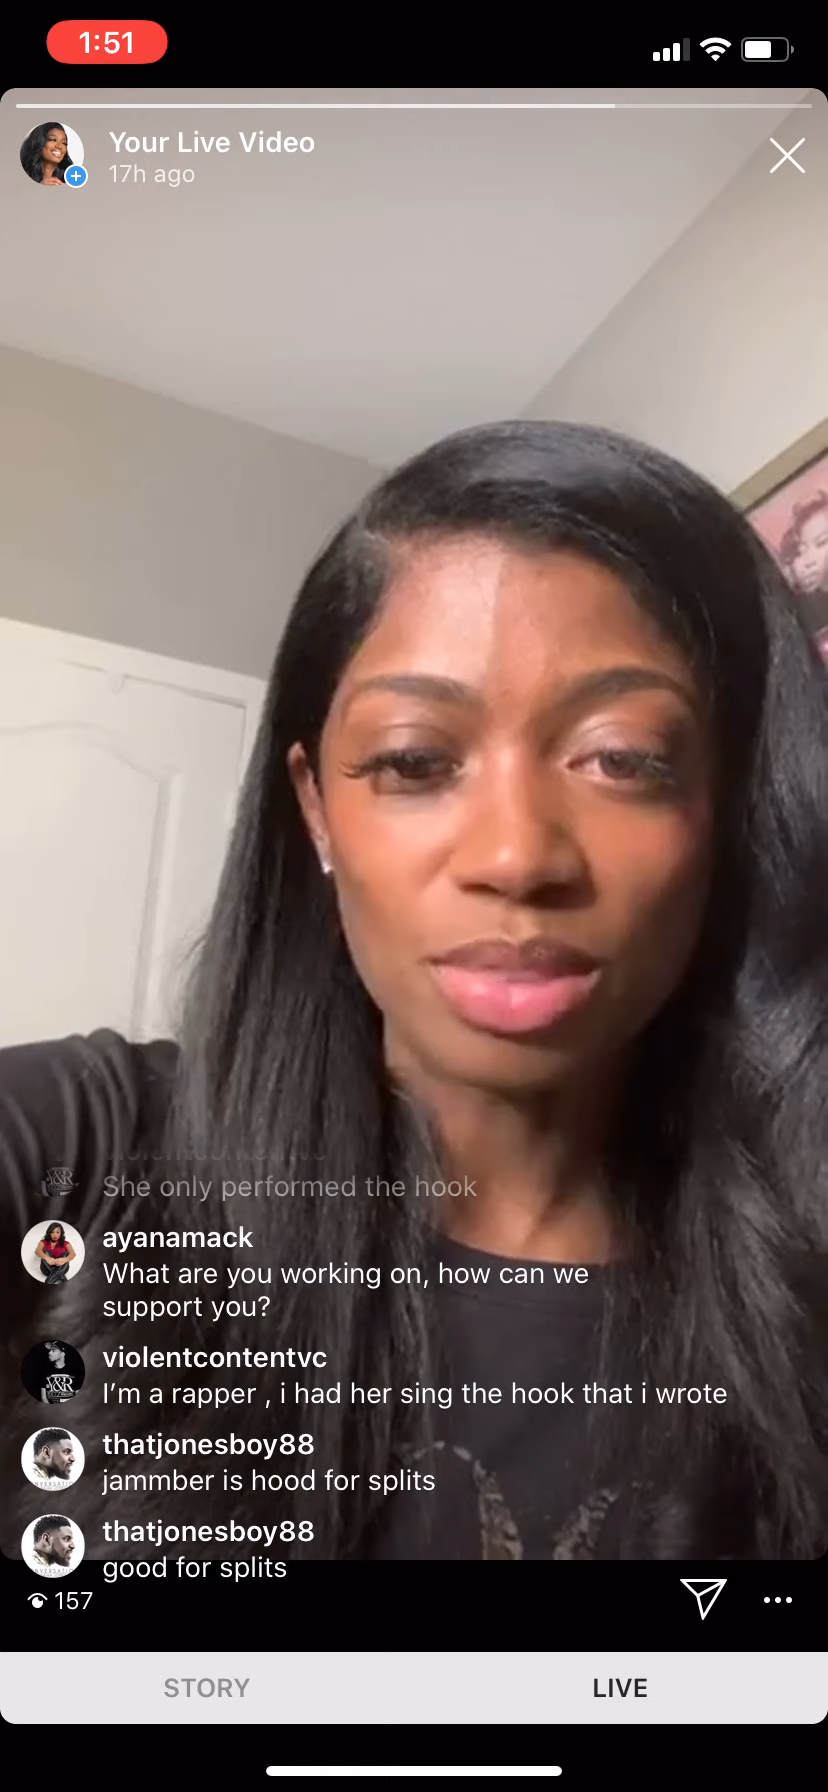 1:51
Your Live Video
17h ago
She only performed the hook
ayanamack
What are you working on, how can we
support you?
violentcontentvc
I'm a rapper , i had her sing the hook that i wrote
thatjonesboy88
jammber is hood for splits
thatjonesboy88
good for splits
157
STORY
LIVE